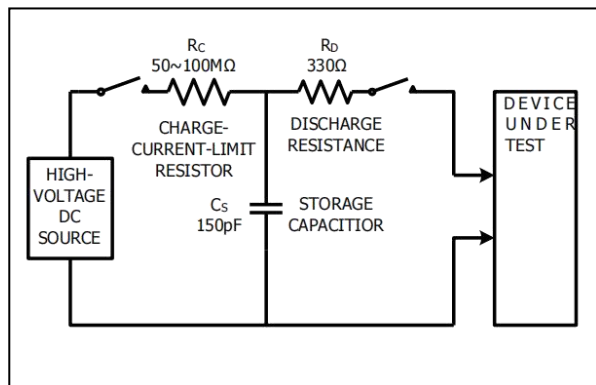 RC
50~100MΩ
CHARGE-
CURRENT-LIMIT
RESISTOR
RD
330Ω
DISCHARGE
RESISTANCE
HIGH-
VOLTAGE
DC
SOURCE
CS
150pF
STORAGE
CAPACITIOR
DEVICE
UNDER
TEST